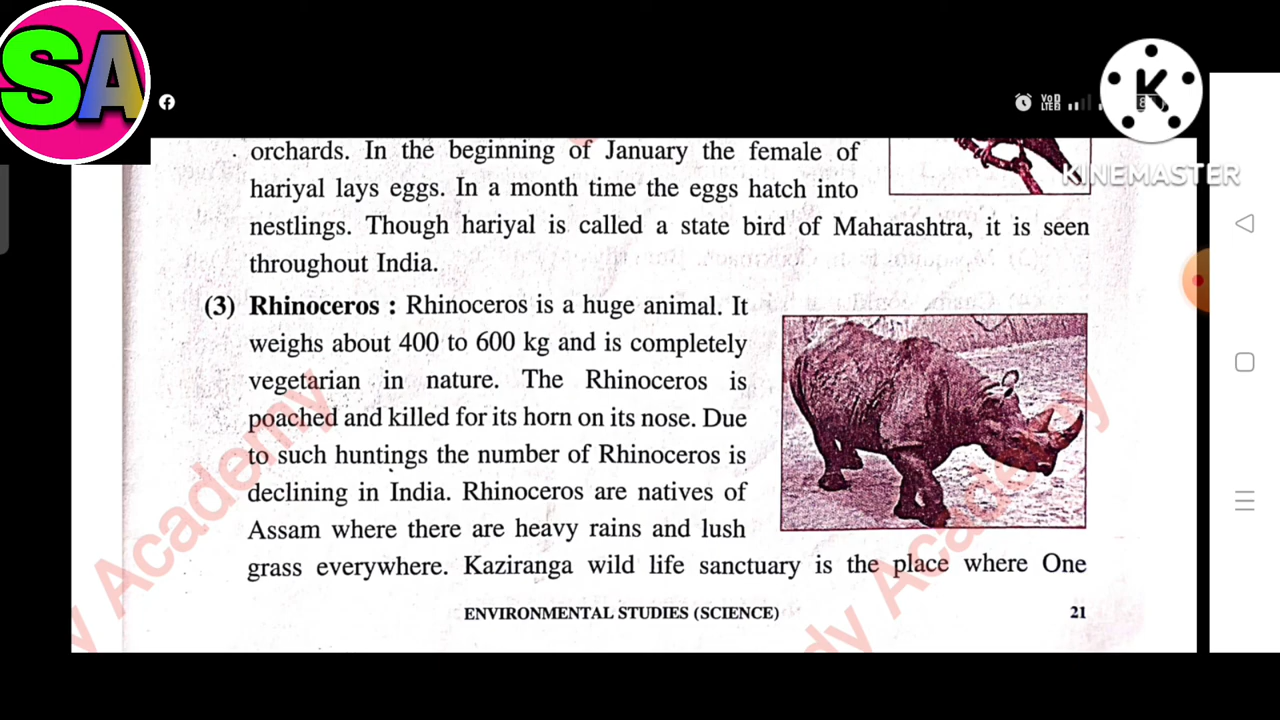 SA
VoD
LTE
K
KINEMASTER
orchards. In the beginning of January the female of
hariyal lays eggs. In a month time the eggs hatch into
nestlings. Though hariyal is called a state bird of Maharashtra, it is seen
throughout India.
(3) Rhinoceros : Rhinoceros is a huge animal. It
weighs about 400 to 600 kg and is completely
vegetarian in nature. The Rhinoceros is
poached and killed for its horn on its nose. Due
to such huntings the number of Rhinoceros is
declining in India. Rhinoceros are natives of
Assam where there are heavy rains and lush
grass everywhere. Kaziranga wild life sanctuary is the place where One
ENVIRONMENTAL STUDIES (SCIENCE) 21
Academy
Academy